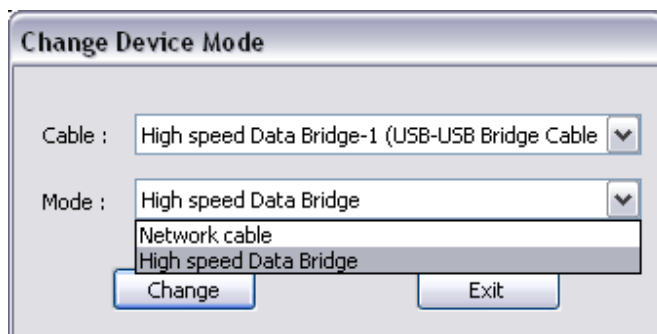 Change Device Mode
Cable : High speed Data Bridge-1 (USB-USB Bridge Cable
Mode : High speed Data Bridge
Network cable
High speed Data Bridge
Change Exit